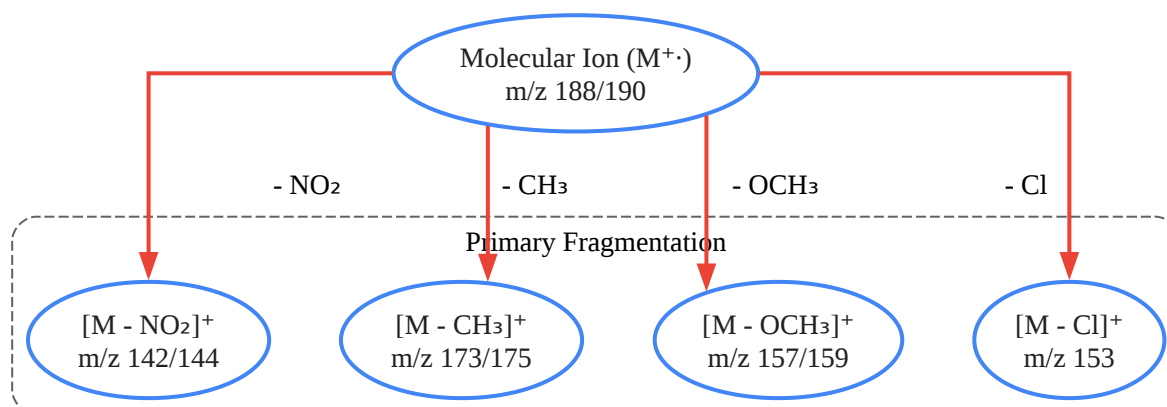 Molecular Ion (M⁺·)
m/z 188/190
- NO₂
- CH₃
- OCH₃
- Cl
Primary Fragmentation
[M - NO₂]⁺
m/z 142/144
[M - CH₃]⁺
m/z 173/175
[M - OCH₃]⁺
m/z 157/159
[M - Cl]⁺
m/z 153